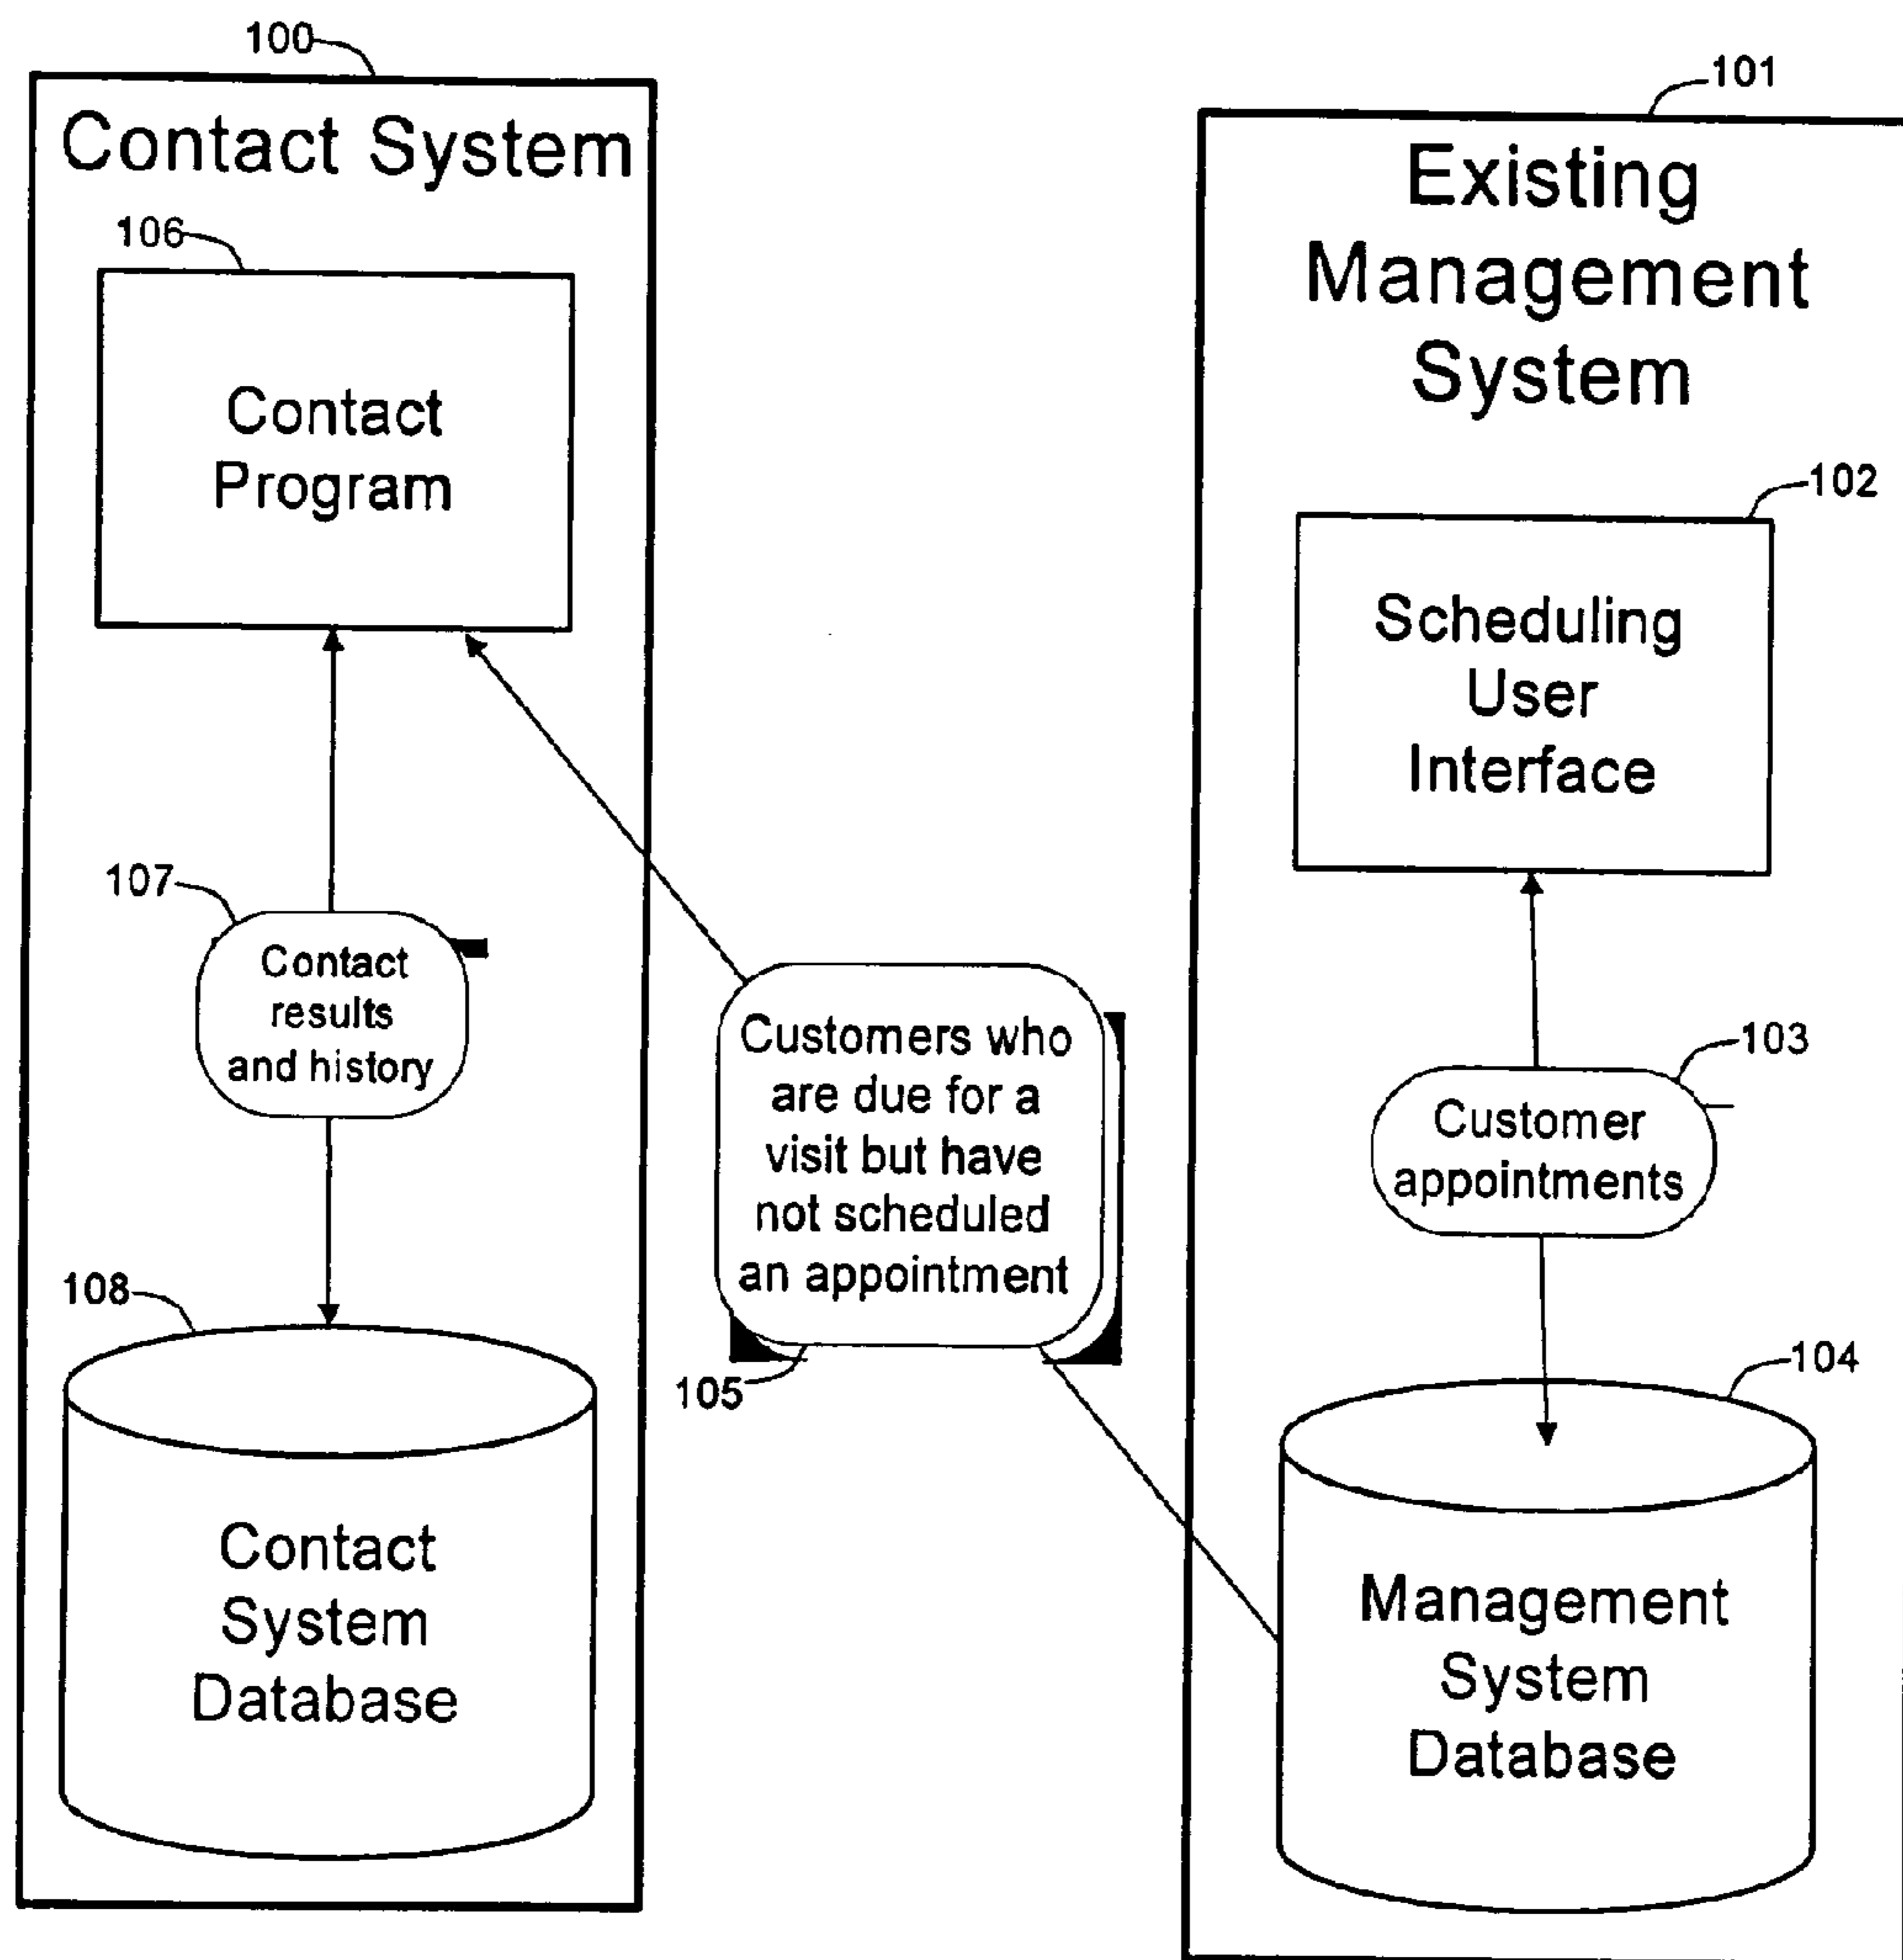 100
Contact System
106
Contact
Program
107
Contact
results
and history
108
Contact
System
Database
Customers who
are due for a
visit but have
not scheduled
an appointment
105
101
Existing
Management
System
102
Scheduling
User
Interface
103
Customer
appointments
104
Management
System
Database